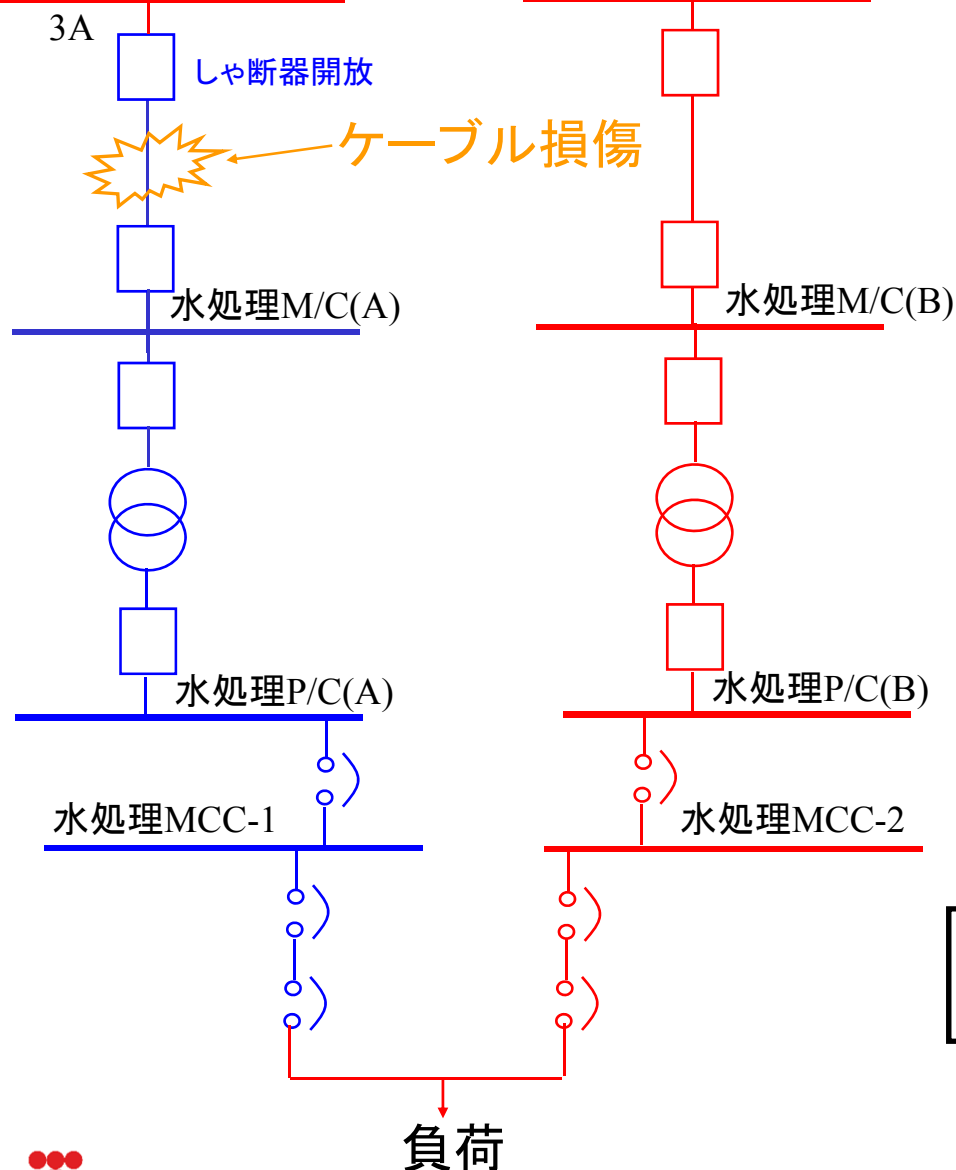 3A
しゃ断器開放
ケーブル損傷
水処理M/C(A)
水処理M/C(B)
水処理P/C(A)
水処理P/C(B)
水処理MCC-1
水処理MCC-2
負荷